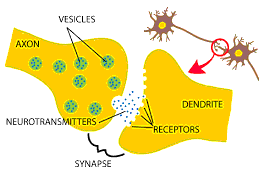 VESICLES
AXON
DENDRITE
NEUROTRANSMITTERS
RECEPTORS
SYNAPSE